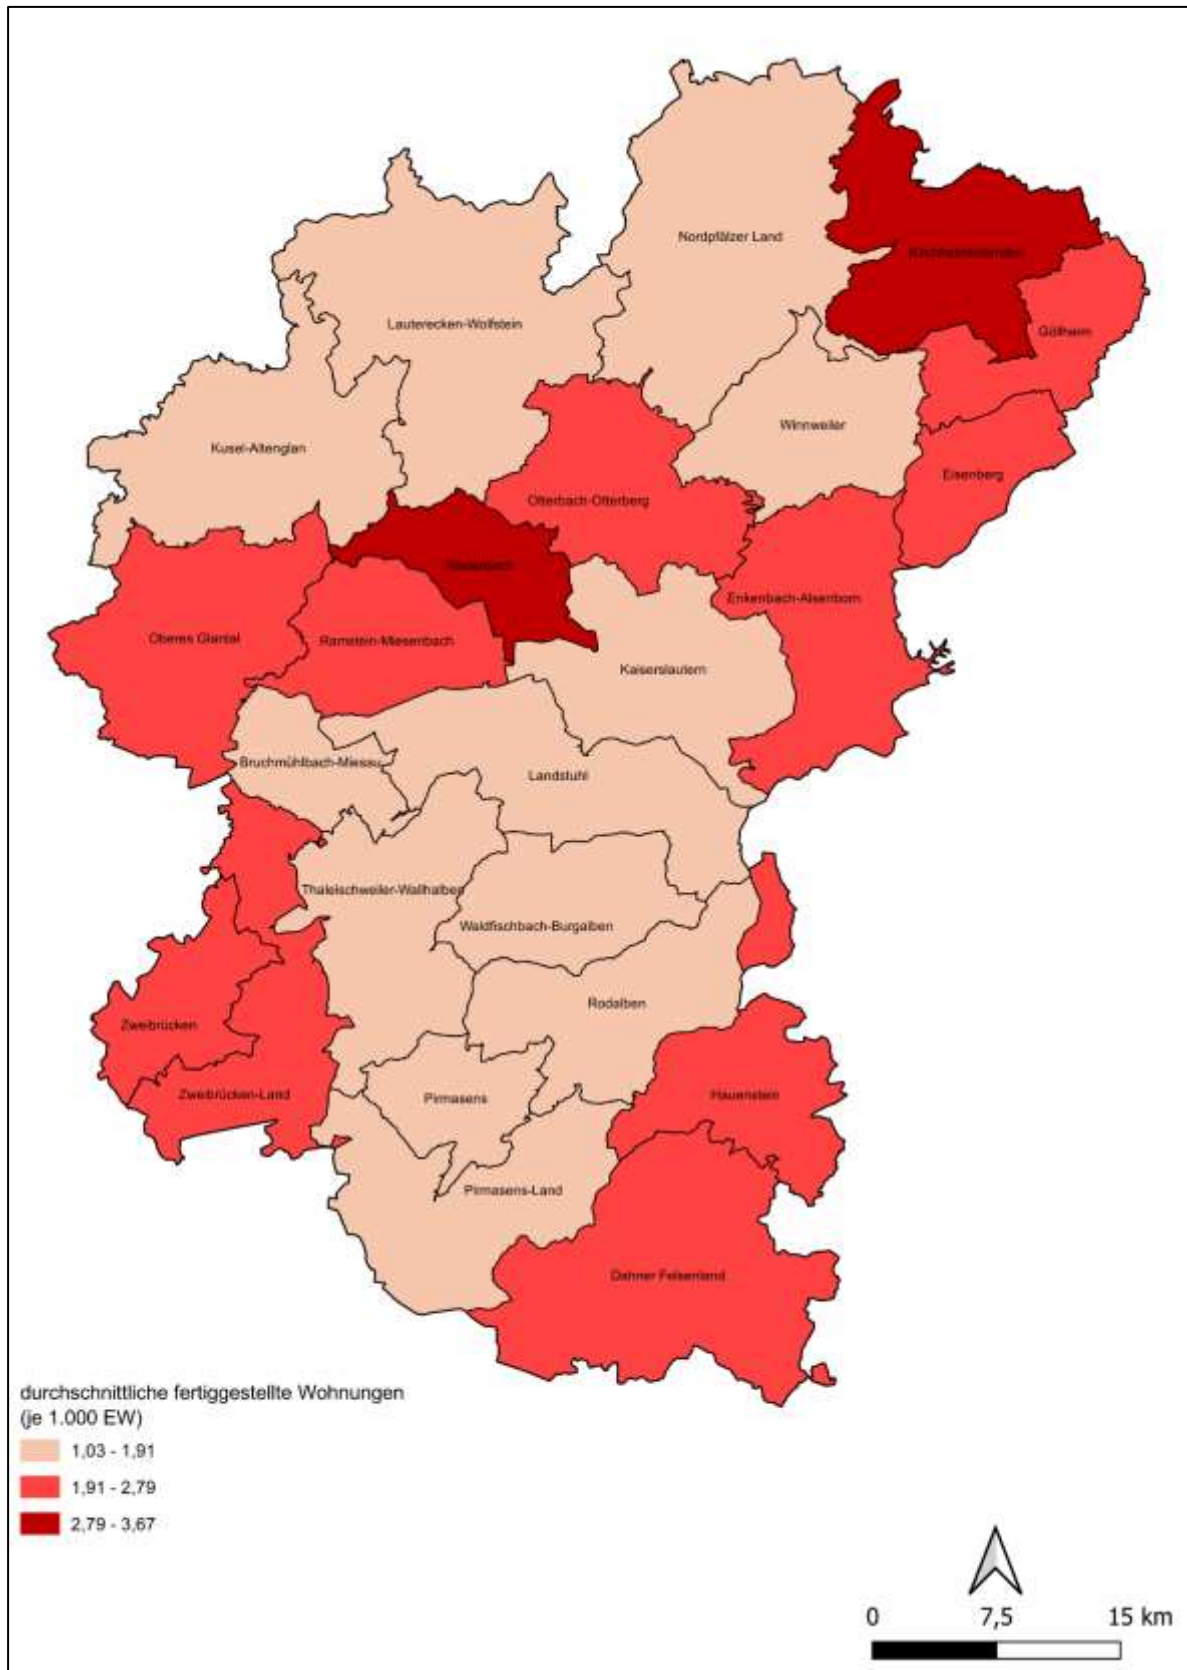 Nordpfälzer Land
Kirchheimbolanden
Lauterecken-Wolfstein
Göllheim
Winnweiler
Kusel-Altenglan
Eisenberg
Otterbach-Otterberg
Weilerbach
Enkenbach-Alsenborn
Oberes Glantal
Ramstein-Miesenbach
Kaiserslautern
Bruchmühlbach-Miesau
Landstuhl
Thaleischweiler-Wallhalben
Waldfischbach-Burgalben
Rodalben
Zweibrücken
Zweibrücken-Land
Pirmasens
Hauenstein
Pirmasens-Land
Dahner Felsenland
durchschnittliche fertiggestellte Wohnungen
(je 1.000 EW)
1,03 - 1,91
1,91 - 2,79
2,79 - 3,67
0 7,5 15 km